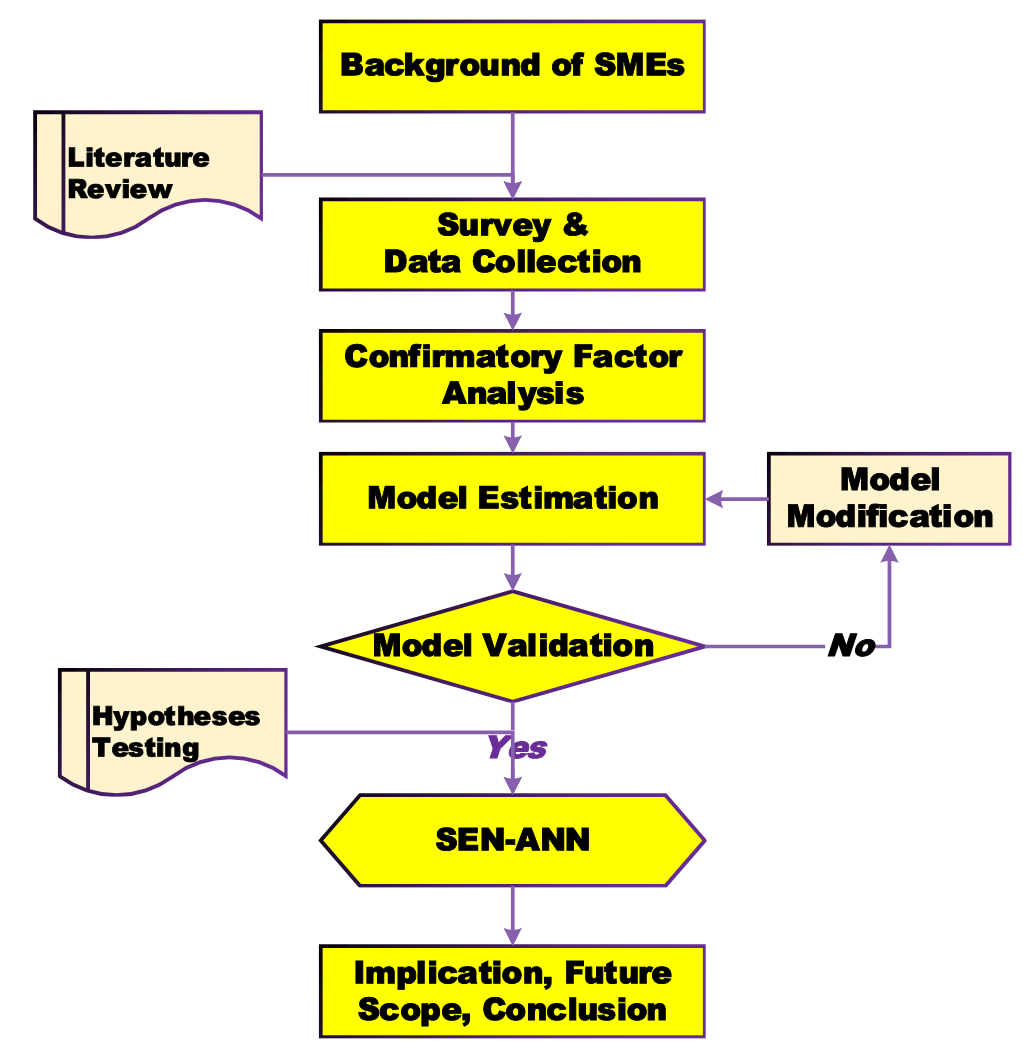 Background of SMEs
Literature
Review
Survey &
Data Collection
Confirmatory Factor
Analysis
Model Estimation
Model
Modification
Model Validation
No
Hypotheses
Testing
Yes
SEN-ANN
Implication, Future
Scope, Conclusion